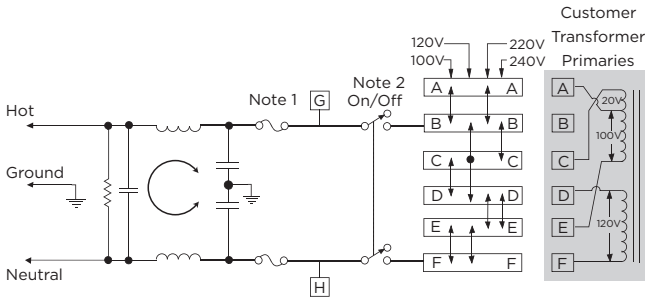 Customer
Transformer
Primaries
120V 220V
100V 240V
Note 1 G Note 2
On/Off
Hot
Ground
Neutral
H
A A
B B
C C
D D
E E
F F
A
B
C
D
E
F
20V
100V
120V